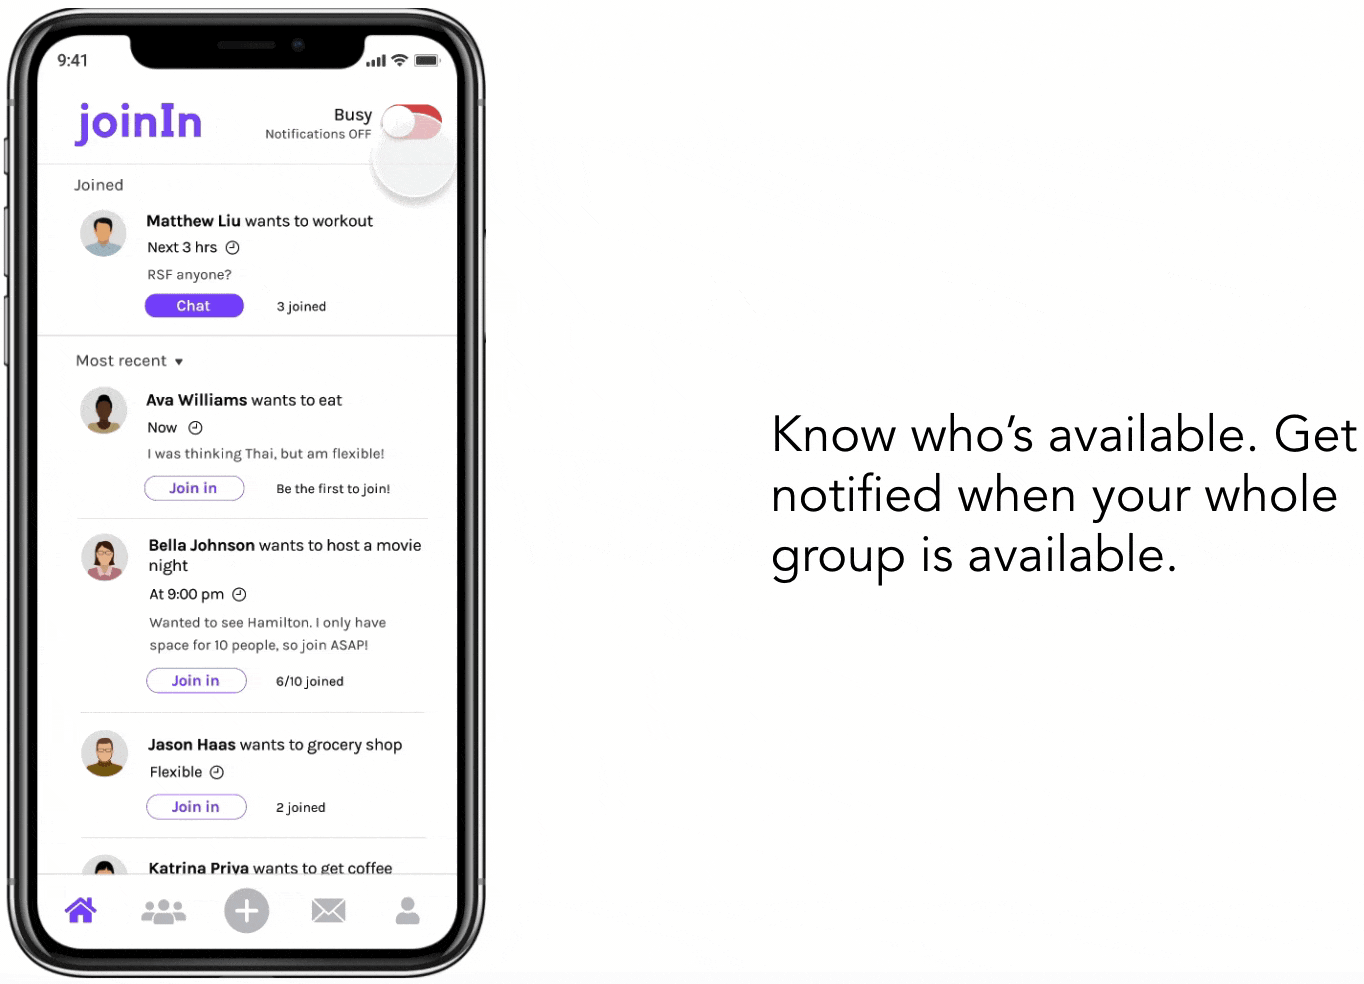 9:41
joinIn
Busy
Notifications OFF
Joined
Matthew Liu wants to workout
Next 3 hrs
RSF anyone?
Chat
3 joined
Most recent
Ava Williams wants to eat
Now
I was thinking Thai, but am flexible!
Join in
Be the first to join!
Bella Johnson wants to host a movie
night
At 9:00 pm
Wanted to see Hamilton. I only have
space for 10 people, so join ASAP!
Join in
6/10 joined
Jason Haas wants to grocery shop
Flexible
Join in
2 joined
Katrina Priya wants to get coffee
Know who’s available. Get
notified when your whole
group is available.